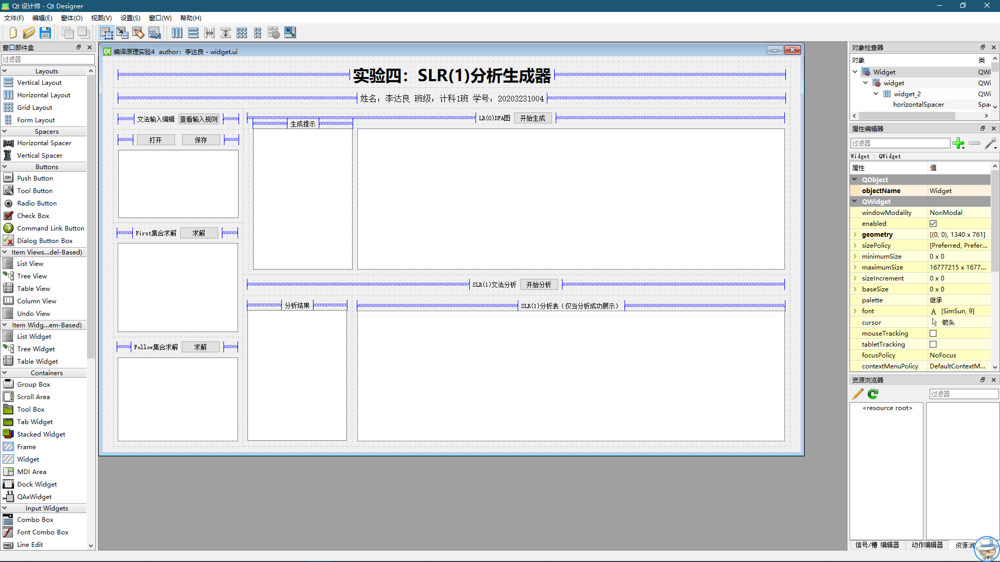 Qt 设计师 - Qt Designer
文件(F) 编辑(E) 窗体(O) 视图(V) 设置(S) 窗口(W) 帮助(H)
窗口部件盒
过滤器
Layouts
Vertical Layout
Horizontal Layout
Grid Layout
Form Layout
Spacers
Horizontal Spacer
Vertical Spacer
Buttons
Push Button
Tool Button
Radio Button
Check Box
Command Link Button
Dialog Button Box
Item Views...del-Based)
List View
Tree View
Table View
Column View
Undo View
Item Widg...em-Based)
List Widget
Tree Widget
Table Widget
Containers
Group Box
Scroll Area
Tool Box
Tab Widget
Stacked Widget
Frame
Widget
MDI Area
Dock Widget
QAxWidget
Input Widgets
Combo Box
Font Combo Box
Line Edit
编译原理实验4 author：李达良 - widget.ui
实验四：SLR(1)分析生成器
姓名：李达良 班级：计科1班 学号：20203231004
文法输入编辑 查看输入规则
打开 保存
First集合求解 求解
Follow集合求解 求解
LR(0)DFA图 开始生成
生成提示
SLR(1)文法分析 开始分析
分析结果
SLR(1)分析表（仅当分析成功展示）
对象检查器
对象 类
Widget QWi
widget QWi
widget_2 QWi
horizontalSpacer Spac
属性编辑器
过滤器
Widget : QWidget
属性 值
QObject
objectName Widget
QWidget
windowModality NonModal
enabled
geometry [(0, 0), 1340 x 761]
sizePolicy [Preferred, Prefer...
minimumSize 0 x 0
maximumSize 16777215 x 1677...
sizeIncrement 0 x 0
baseSize 0 x 0
palette 继承
font A [SimSun, 9]
cursor 箭头
mouseTracking
tabletTracking
focusPolicy NoFocus
contextMenuPolicy DefaultContextM...
资源浏览器
过滤器
<resource root>
信号/槽 编辑器 动作编辑器 资源浏